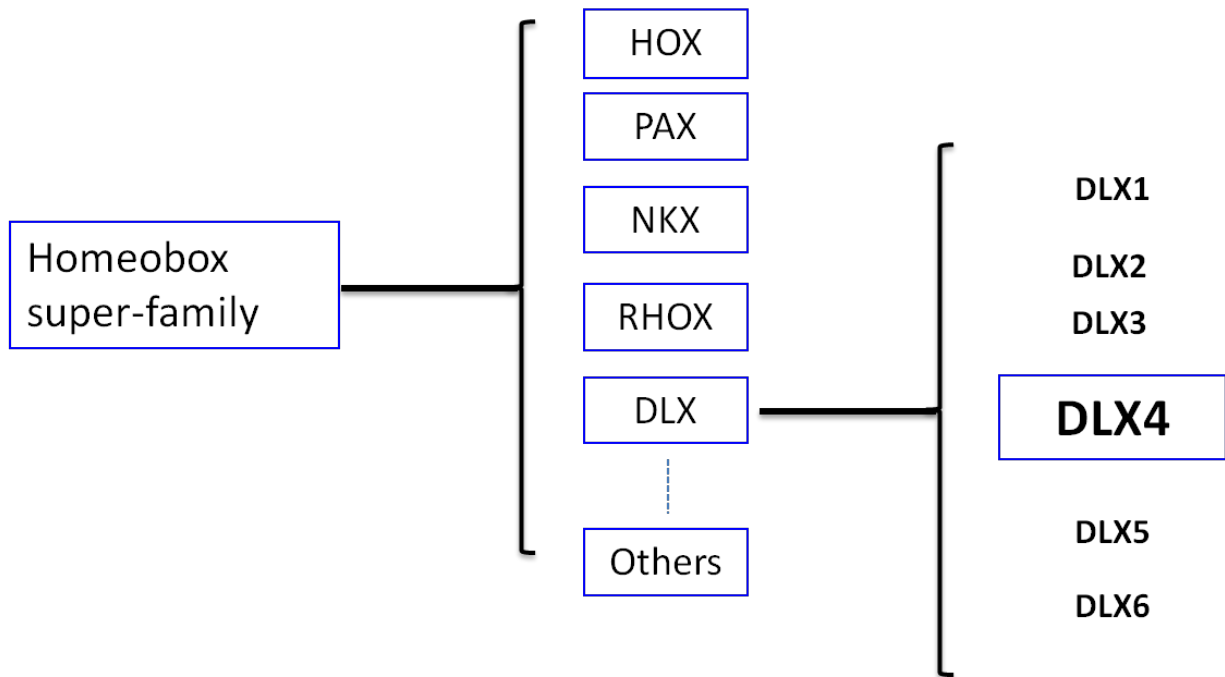 Homeobox
super-family
HOX
PAX
NKX
RHOX
DLX
Others
DLX1
DLX2
DLX3
DLX4
DLX5
DLX6